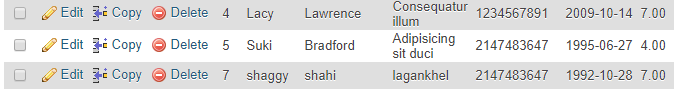 Edit Copy Delete 4 Lacy Lawrence Consequatur illum 1234567891 2009-10-14 7.00
Edit Copy Delete 5 Suki Bradford Adipisicing sit duci 2147483647 1995-06-27 4.00
Edit Copy Delete 7 shaggy shahi lagankhel 2147483647 1992-10-28 7.00